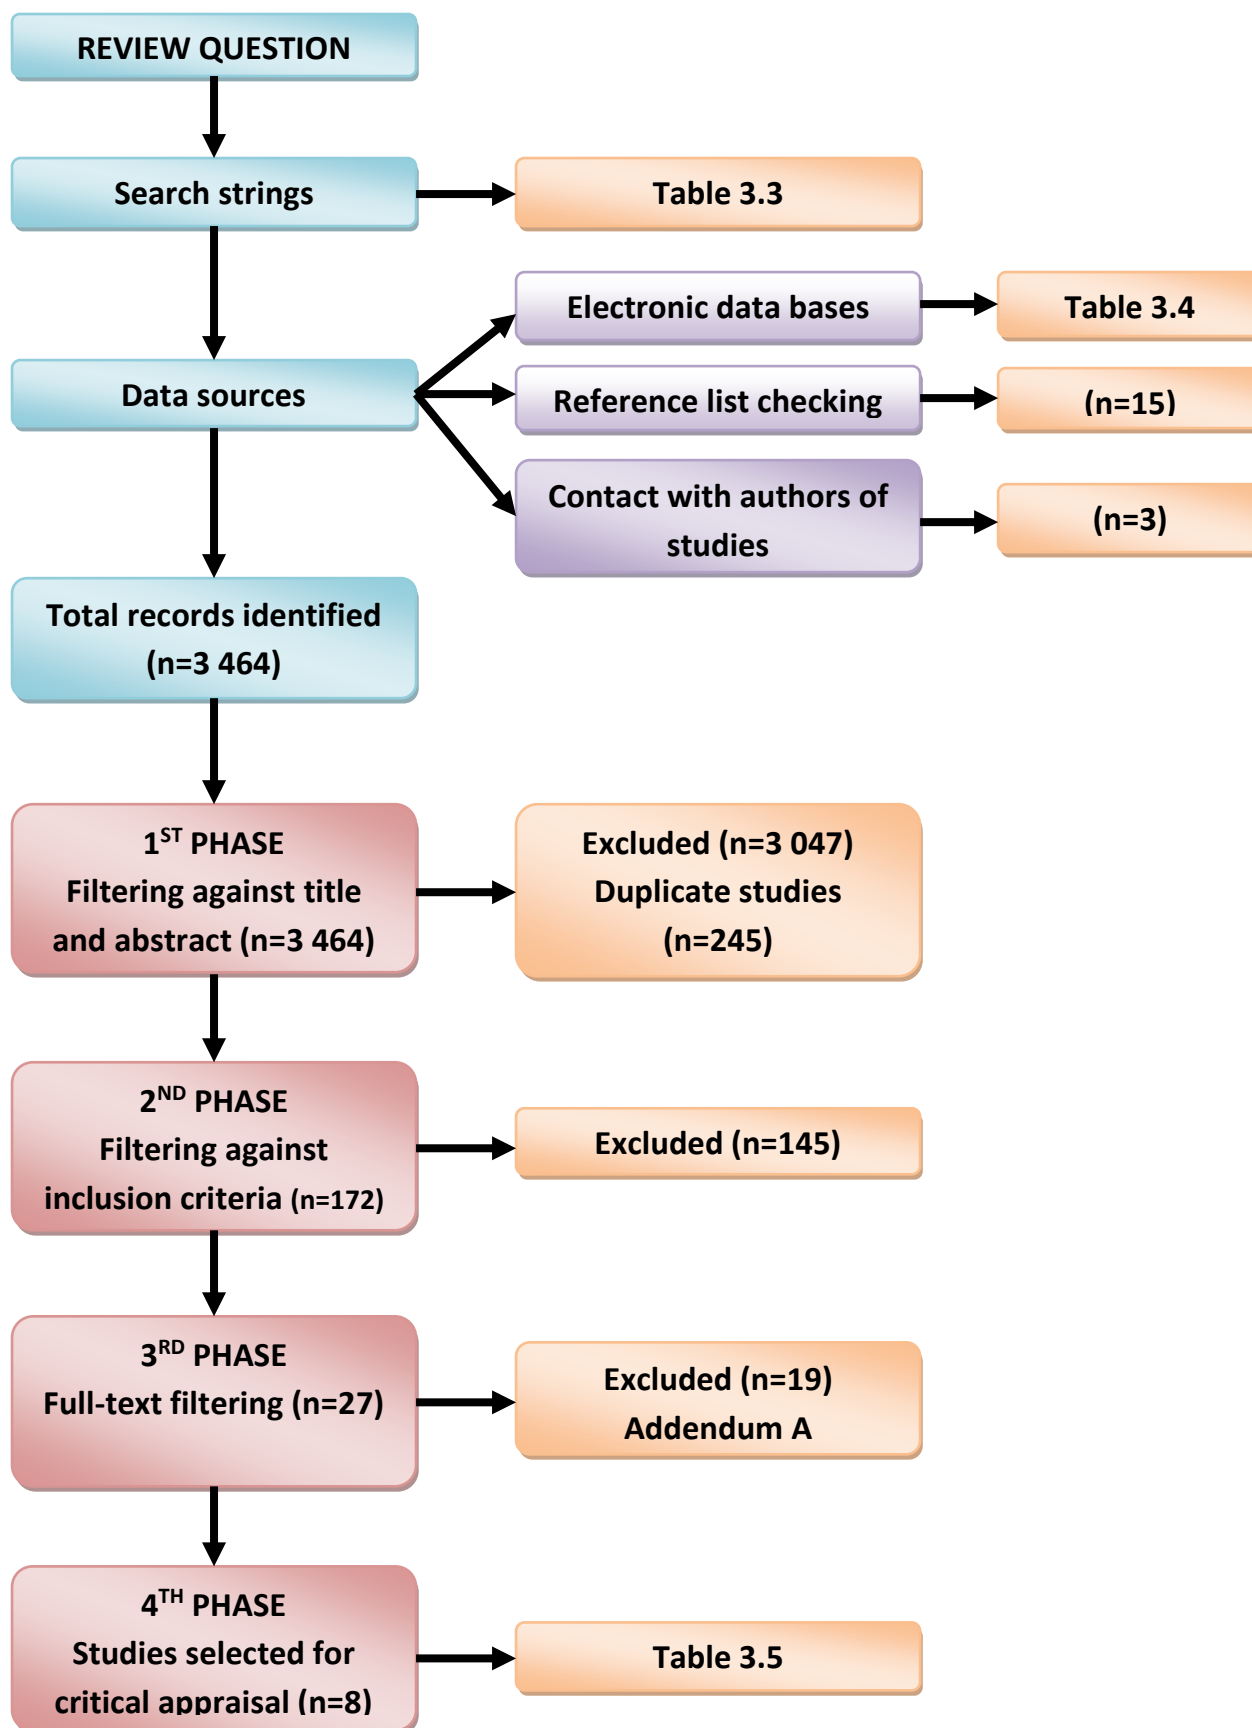 REVIEW QUESTION
Search strings
Table 3.3
Electronic data bases
Table 3.4
Data sources
Reference list checking
(n=15)
Contact with authors of
studies
(n=3)
Total records identified
(n=3 464)
1ST PHASE
Filtering against title
and abstract (n=3 464)
Excluded (n=3 047)
Duplicate studies
(n=245)
2ND PHASE
Filtering against
inclusion criteria (n=172)
Excluded (n=145)
3RD PHASE
Full-text filtering (n=27)
Excluded (n=19)
Addendum A
4TH PHASE
Studies selected for
critical appraisal (n=8)
Table 3.5